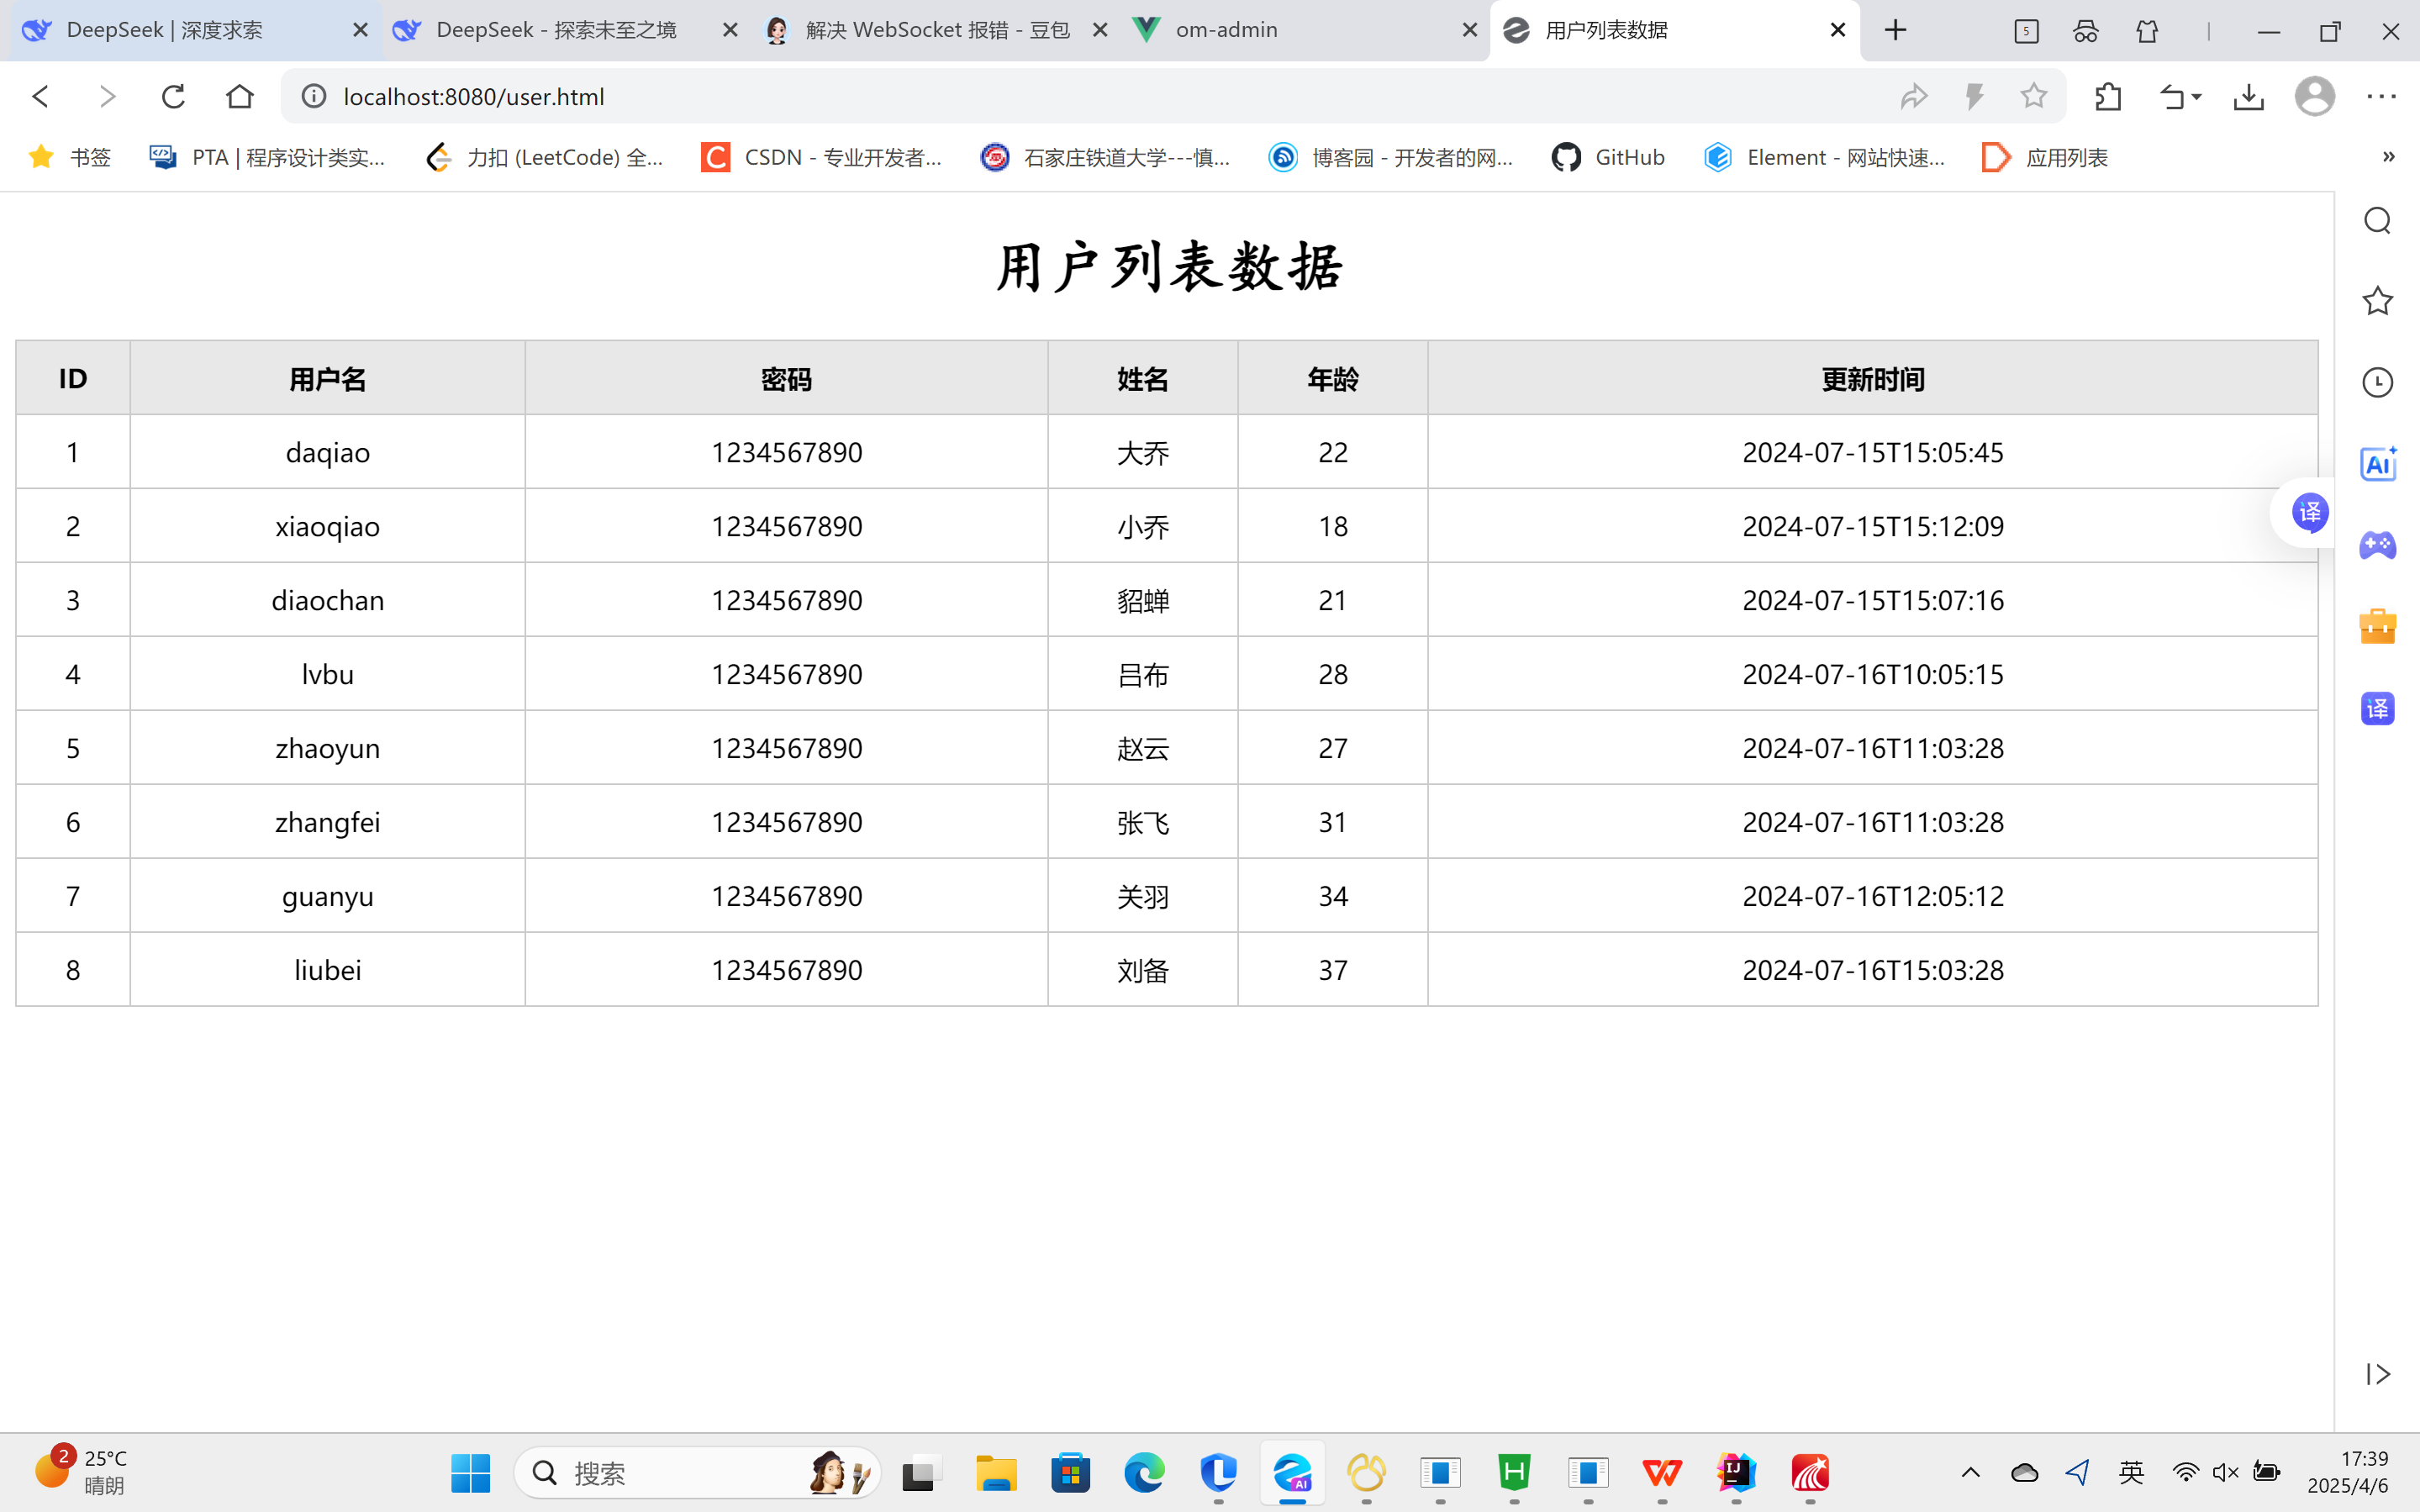 DeepSeek | 深度求索
DeepSeek - 探索未至之境
解决 WebSocket 报错 - 豆包
om-admin
用户列表数据
5
localhost:8080/user.html
书签
PTA | 程序设计类实...
力扣 (LeetCode) 全...
C
CSDN - 专业开发者...
石家庄铁道大学---慎...
博客园 - 开发者的网...
GitHub
Element - 网站快速...
应用列表
»
用户列表数据
ID 用户名 密码 姓名 年龄 更新时间
1 daqiao 1234567890 大乔 22 2024-07-15T15:05:45
2 xiaoqiao 1234567890 小乔 18 2024-07-15T15:12:09
3 diaochan 1234567890 貂蝉 21 2024-07-15T15:07:16
4 lvbu 1234567890 吕布 28 2024-07-16T10:05:15
5 zhaoyun 1234567890 赵云 27 2024-07-16T11:03:28
6 zhangfei 1234567890 张飞 31 2024-07-16T11:03:28
7 guanyu 1234567890 关羽 34 2024-07-16T12:05:12
8 liubei 1234567890 刘备 37 2024-07-16T15:03:28
AI
译
译
2
25°C
晴朗
搜索
AI
H
IJ
英
17:39
2025/4/6